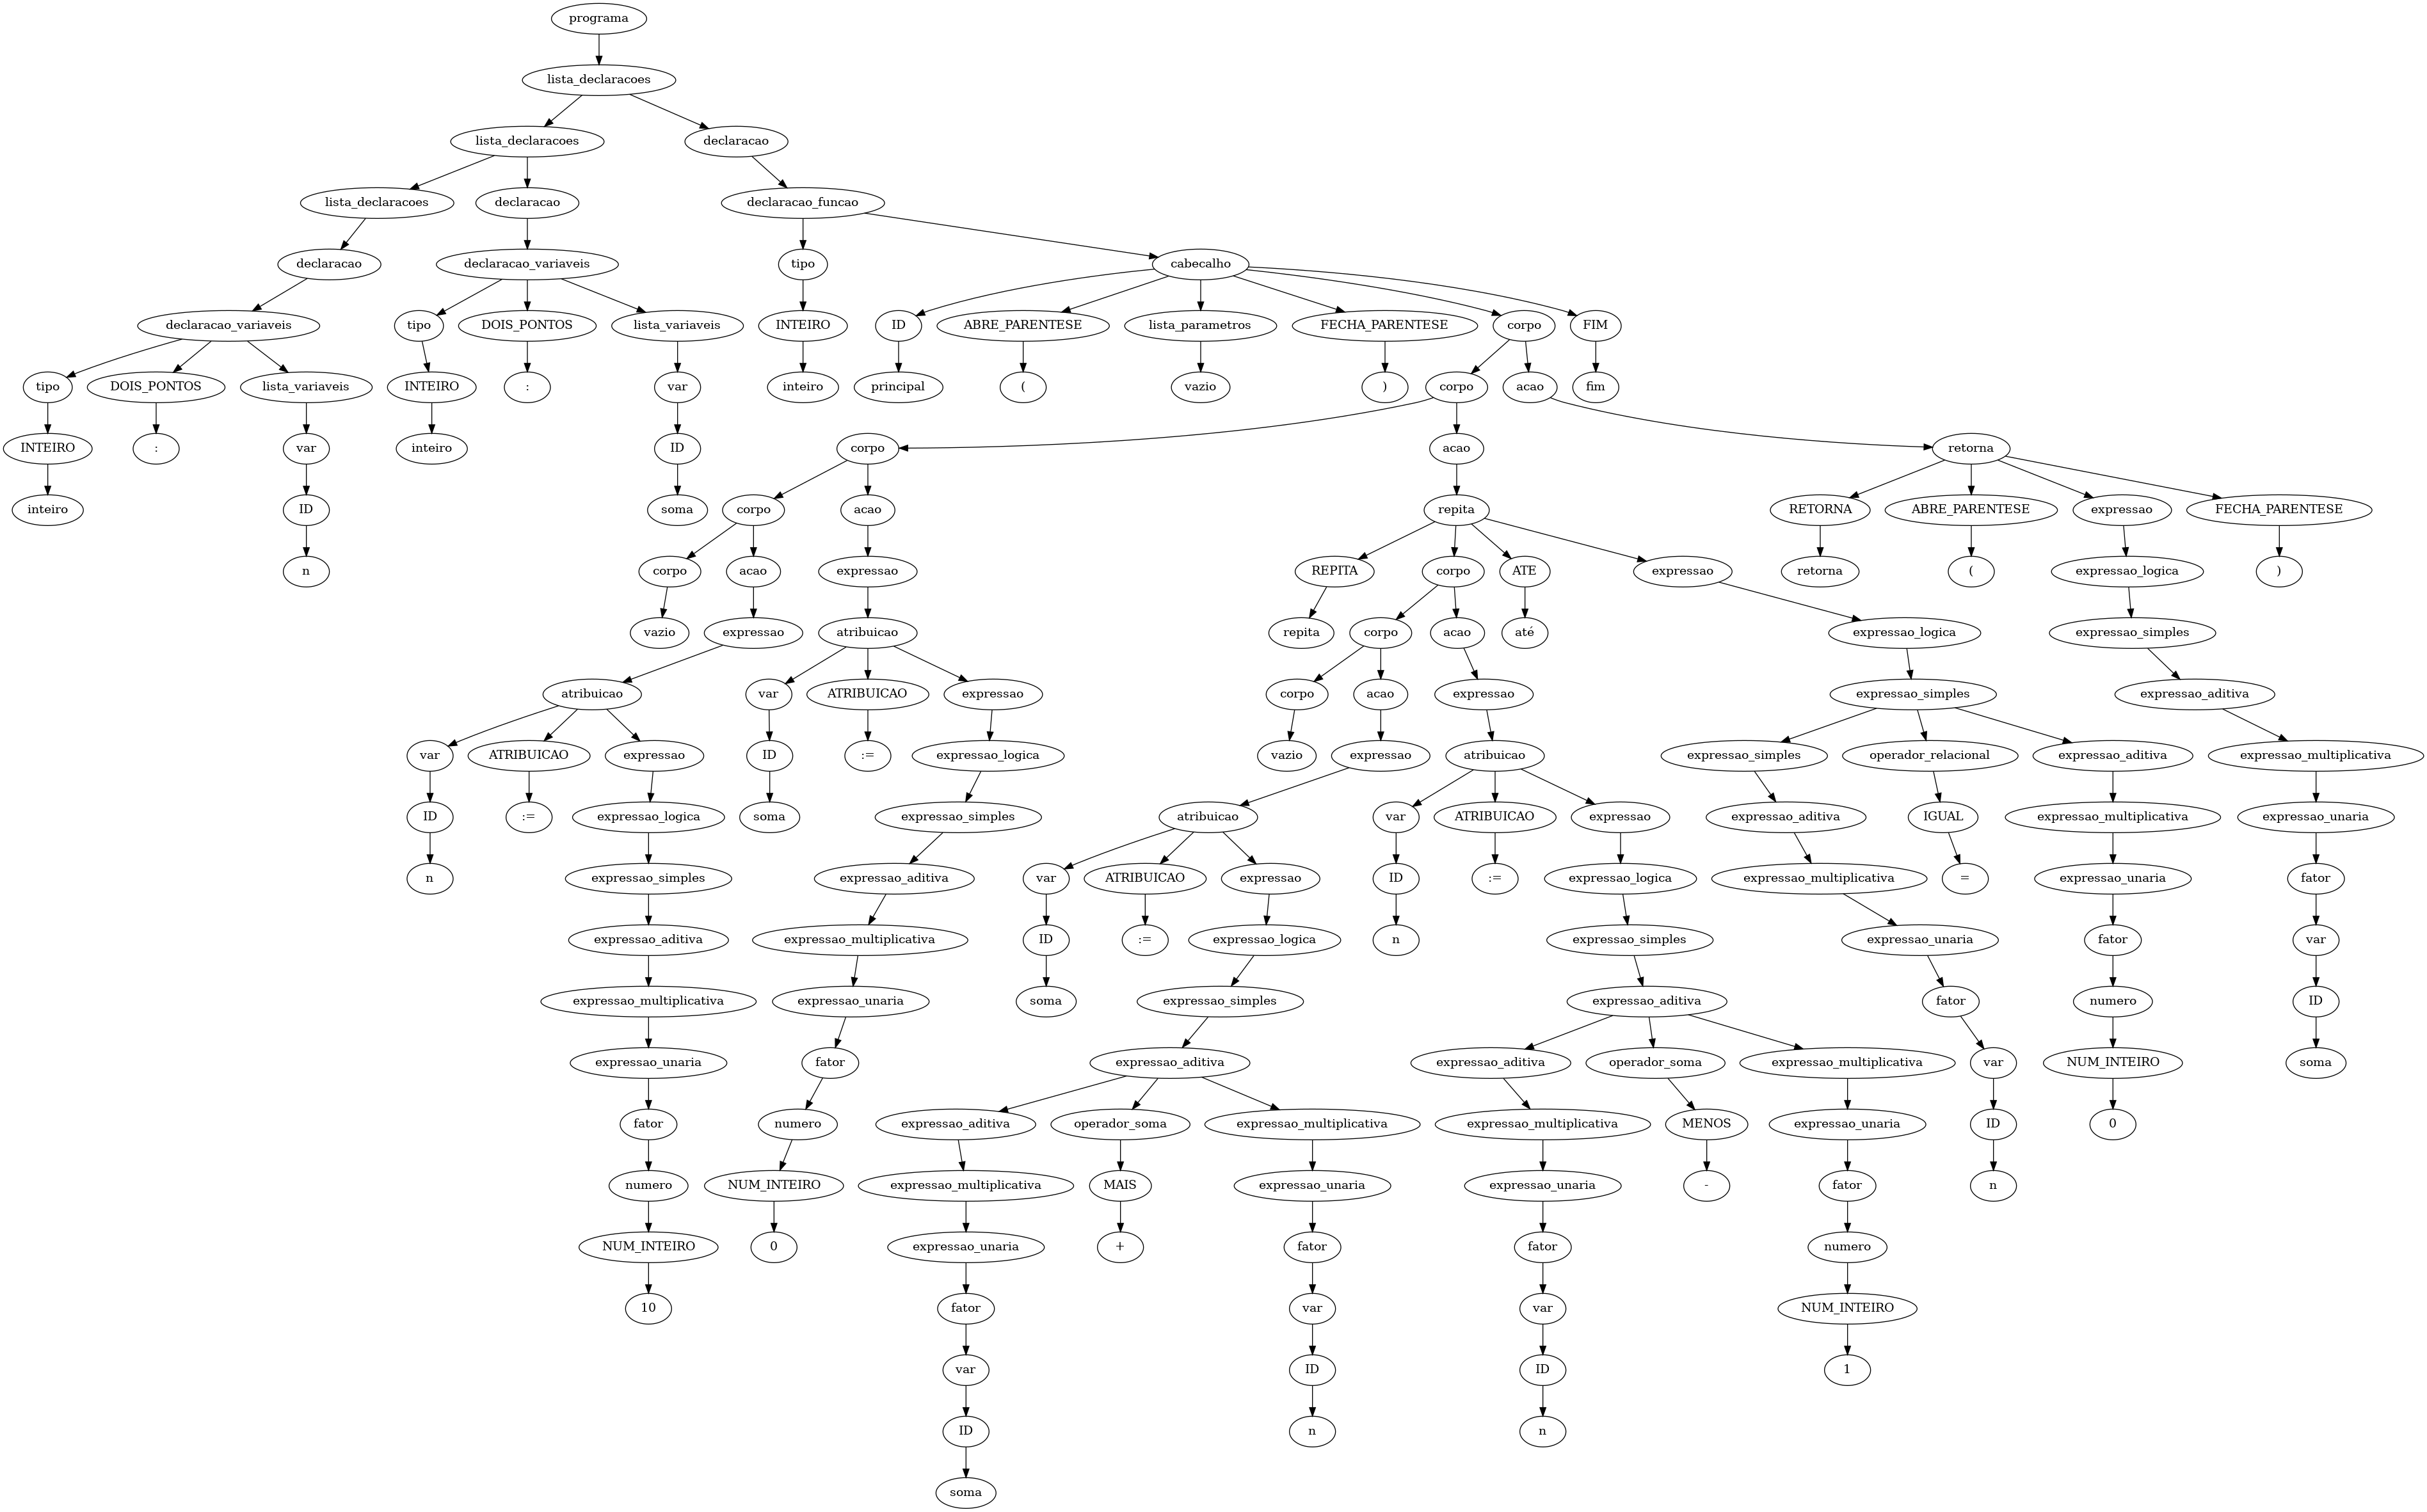 programa
lista_declaracoes
lista_declaracoes declaracao
lista_declaracoes declaracao declaracao_funcao
declaracao declaracao_variaveis tipo cabecalho
declaracao_variaveis tipo DOIS_PONTOS lista_variaveis INTEIRO ID ABRE_PARENTESE lista_parametros FECHA_PARENTESE corpo FIM
tipo DOIS_PONTOS lista_variaveis INTEIRO : var inteiro principal ( vazio ) corpo acao fim
INTEIRO : var inteiro ID corpo acao retorna
inteiro ID soma corpo acao repita RETORNA ABRE_PARENTESE expressao FECHA_PARENTESE
n corpo acao expressao REPITA corpo ATE expressao retorna ( expressao_logica )
vazio expressao atribuicao repita corpo acao até expressao_logica expressao_simples
atribuicao var ATRIBUICAO expressao corpo acao expressao expressao_simples expressao_aditiva
var ATRIBUICAO expressao ID := expressao_logica vazio expressao atribuicao expressao_simples operador_relacional expressao_aditiva expressao_multiplicativa
ID := expressao_logica soma expressao_simples atribuicao var ATRIBUICAO expressao expressao_aditiva IGUAL expressao_multiplicativa expressao_unaria
n expressao_simples expressao_aditiva var ATRIBUICAO expressao ID := expressao_logica expressao_multiplicativa = expressao_unaria fator
expressao_aditiva expressao_multiplicativa ID := expressao_logica n expressao_simples expressao_unaria fator var
expressao_multiplicativa expressao_unaria soma expressao_simples expressao_aditiva fator numero ID
expressao_unaria fator expressao_aditiva expressao_aditiva operador_soma expressao_multiplicativa var NUM_INTEIRO soma
fator numero expressao_aditiva operador_soma expressao_multiplicativa expressao_multiplicativa MENOS expressao_unaria ID 0
numero NUM_INTEIRO expressao_multiplicativa MAIS expressao_unaria expressao_unaria - fator n
NUM_INTEIRO 0 expressao_unaria + fator fator numero
10 fator var var NUM_INTEIRO
var ID ID 1
ID n n
soma